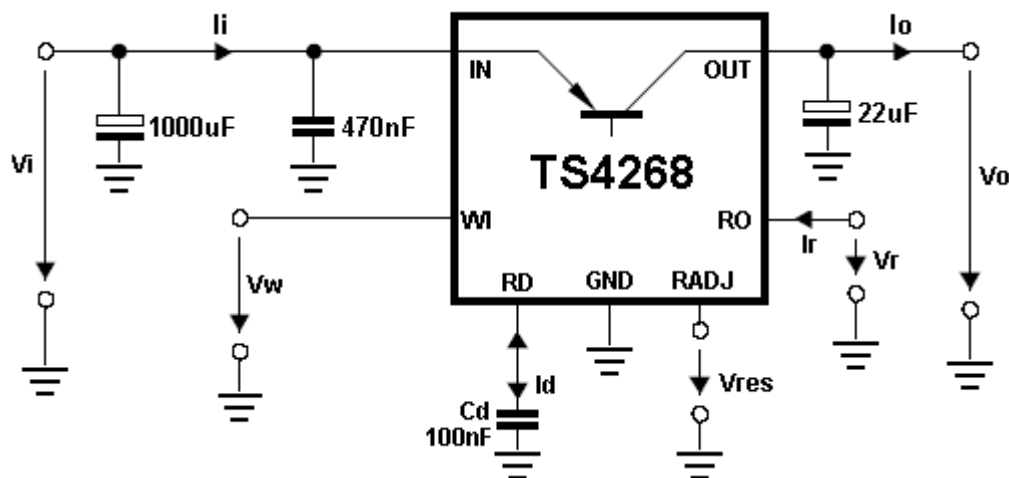 Ii
Io
IN
OUT
1000uF
470nF
22uF
Vi
TS4268
Vo
WI
RO
Ir
Vw
Vr
RD
GND
RADJ
Id
Vres
Cd
100nF